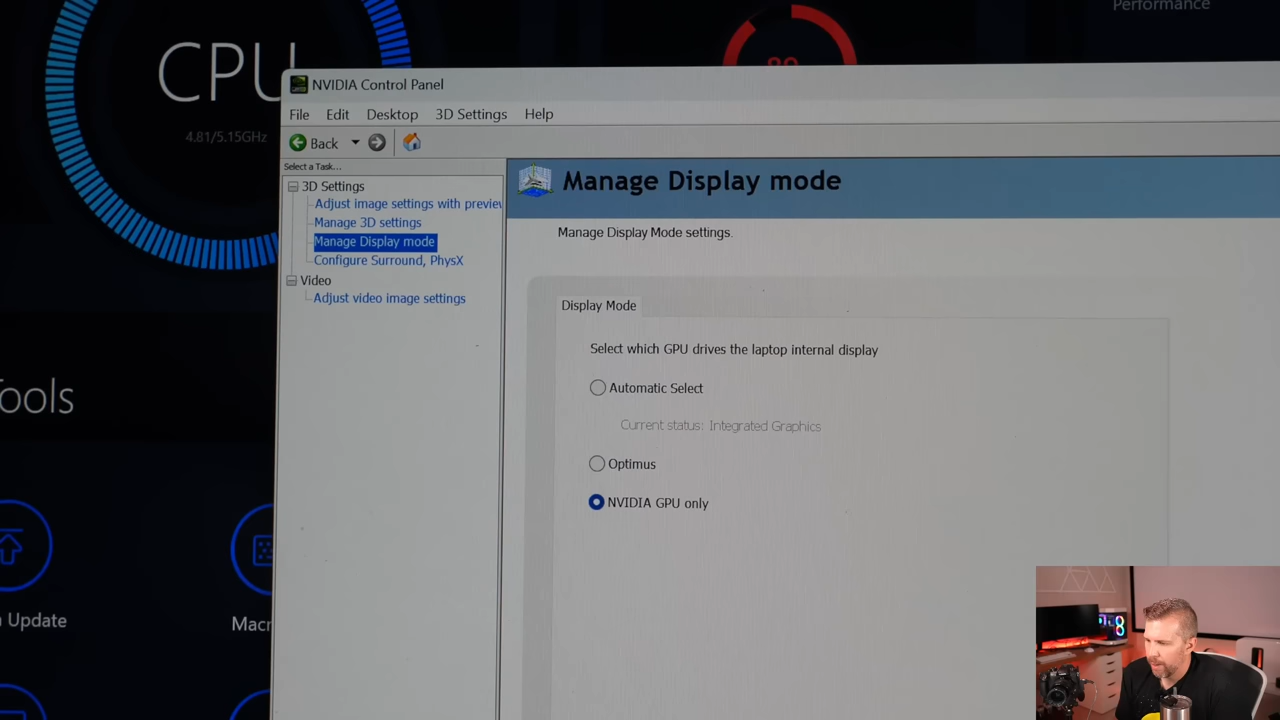 Performance
CPU
4.81/5.15GHz
NVIDIA Control Panel
File Edit Desktop 3D Settings Help
Back
Select a Task...
3D Settings
Adjust image settings with preview
Manage 3D settings
Manage Display mode
Configure Surround, PhysX
Video
Adjust video image settings
Manage Display mode
Manage Display Mode settings.
Display Mode
Select which GPU drives the laptop internal display
Automatic Select
Current status: Integrated Graphics
Optimus
NVIDIA GPU only
ools
Update
Macr